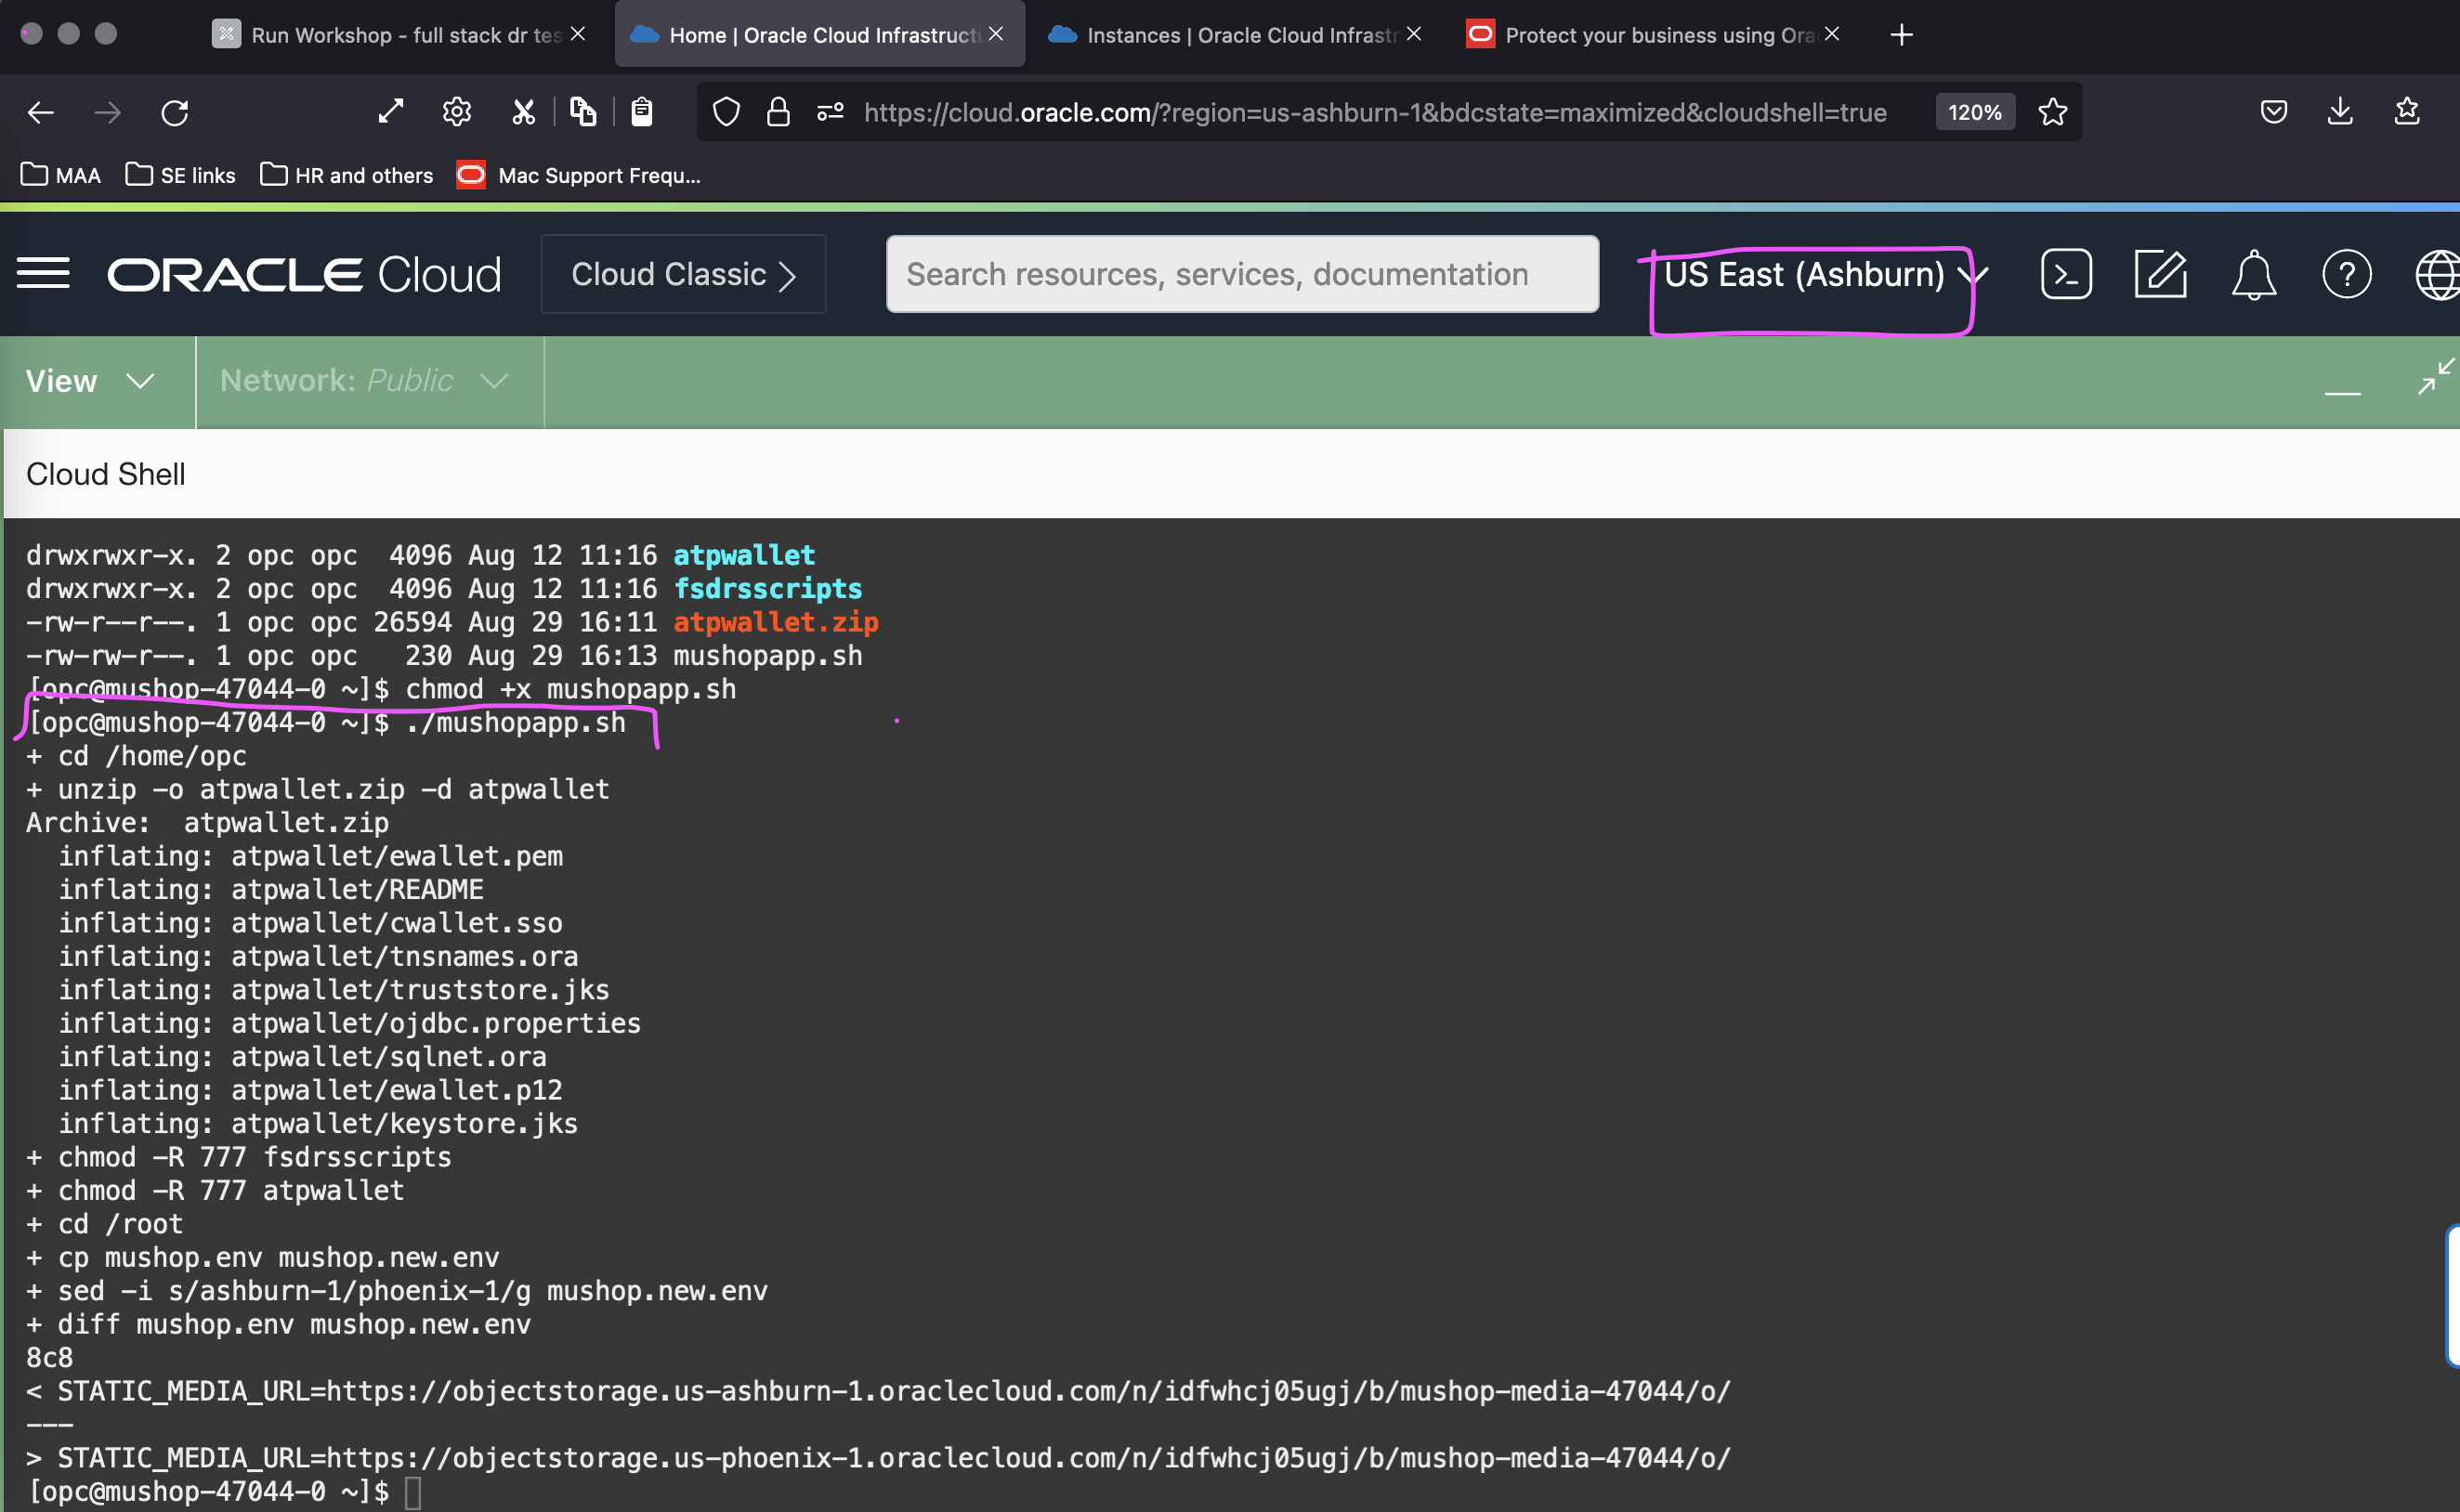 Run Workshop - full stack dr tes
Home | Oracle Cloud Infrastructu
Instances | Oracle Cloud Infrastr
Protect your business using Ora
https://cloud.oracle.com/?region=us-ashburn-1&bdcstate=maximized&cloudshell=true
120%
MAA
SE links
HR and others
Mac Support Frequ...
ORACLE Cloud
Cloud Classic
Search resources, services, documentation
US East (Ashburn)
View
Network: Public
Cloud Shell
drwxrwxr-x. 2 opc opc  4096 Aug 12 11:16 atpwallet
drwxrwxr-x. 2 opc opc  4096 Aug 12 11:16 fsdrsscripts
-rw-r--r--. 1 opc opc 26594 Aug 29 16:11 atpwallet.zip
-rw-rw-r--. 1 opc opc   230 Aug 29 16:13 mushopapp.sh
[opc@mushop-47044-0 ~]$ chmod +x mushopapp.sh
[opc@mushop-47044-0 ~]$ ./mushopapp.sh
+ cd /home/opc
+ unzip -o atpwallet.zip -d atpwallet
Archive:  atpwallet.zip
  inflating: atpwallet/ewallet.pem
  inflating: atpwallet/README
  inflating: atpwallet/cwallet.sso
  inflating: atpwallet/tnsnames.ora
  inflating: atpwallet/truststore.jks
  inflating: atpwallet/ojdbc.properties
  inflating: atpwallet/sqlnet.ora
  inflating: atpwallet/ewallet.p12
  inflating: atpwallet/keystore.jks
+ chmod -R 777 fsdrsscripts
+ chmod -R 777 atpwallet
+ cd /root
+ cp mushop.env mushop.new.env
+ sed -i s/ashburn-1/phoenix-1/g mushop.new.env
+ diff mushop.env mushop.new.env
8c8
< STATIC_MEDIA_URL=https://objectstorage.us-ashburn-1.oraclecloud.com/n/idfwhcj05ugj/b/mushop-media-47044/o/
---
> STATIC_MEDIA_URL=https://objectstorage.us-phoenix-1.oraclecloud.com/n/idfwhcj05ugj/b/mushop-media-47044/o/
[opc@mushop-47044-0 ~]$